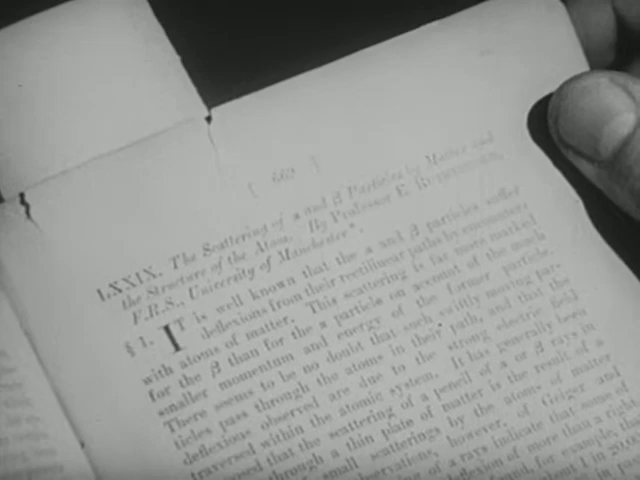 [ 669 ]
LXXIX. The Scattering of α and β Particles by Matter and
the Structure of the Atom. By Professor E. RUTHERFORD,
F.R.S., University of Manchester*.
§ 1. IT is well known that the α and β particles suffer
deflexions from their rectilinear paths by encounters
with atoms of matter. This scattering is far more marked
for the β than for the α particle on account of the much
smaller momentum and energy of the former particle.
There seems to be no doubt that such swiftly moving par-
ticles pass through the atoms in their path, and that the
deflexions observed are due to the strong electric field
traversed within the atomic system. It has generally been
posed that the scattering of a pencil of α or β rays in
through a thin plate of matter is the result of a
small scatterings by the atoms of matter
observations, however, of Geiger and
of α rays indicate that some of
deflexion of more than a right
found, for example, that